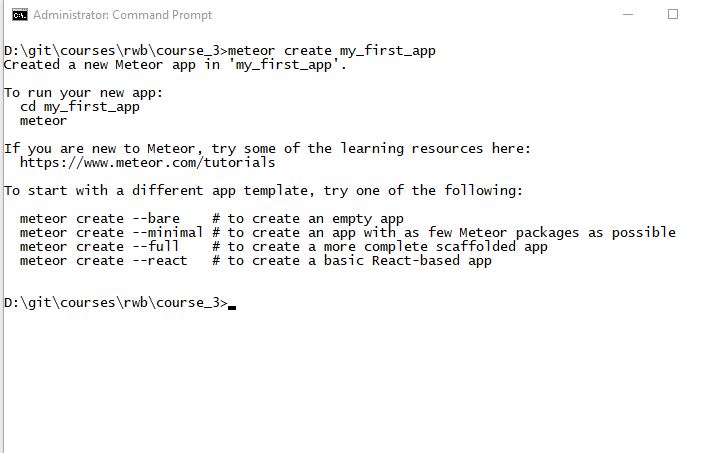 Administrator: Command Prompt
D:\git\courses\rwb\course_3>meteor create my_first_app
Created a new Meteor app in 'my_first_app'.
To run your new app:
  cd my_first_app
  meteor
If you are new to Meteor, try some of the learning resources here:
  https://www.meteor.com/tutorials
To start with a different app template, try one of the following:
  meteor create --bare    # to create an empty app
  meteor create --minimal # to create an app with as few Meteor packages as possible
  meteor create --full    # to create a more complete scaffolded app
  meteor create --react   # to create a basic React-based app
D:\git\courses\rwb\course_3>